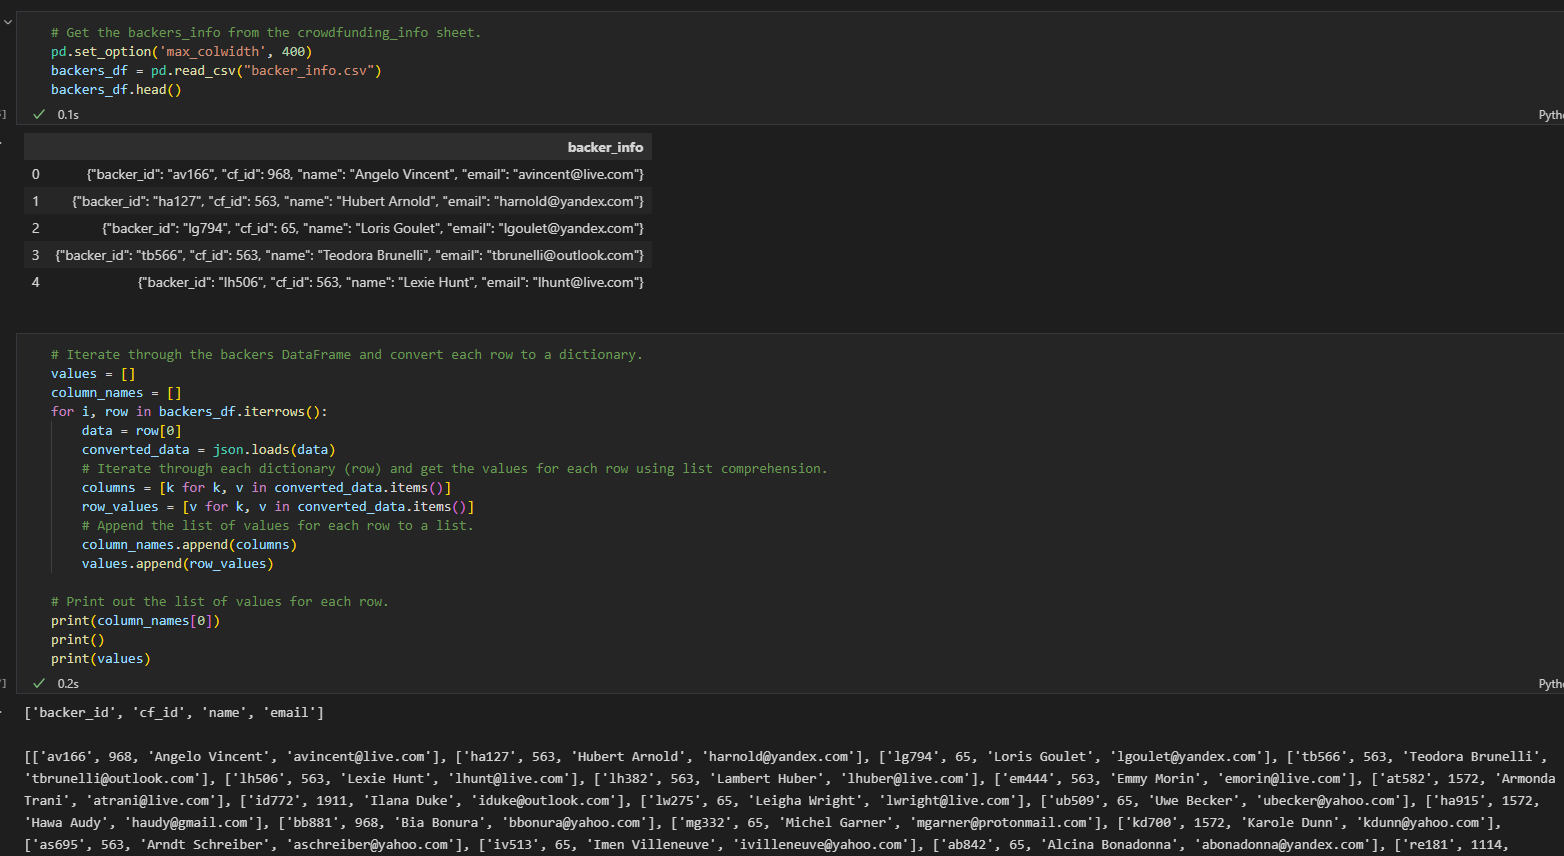 # Get the backers_info from the crowdfunding_info sheet.
pd.set_option('max_colwidth', 400)
backers_df = pd.read_csv("backer_info.csv")
backers_df.head()
0.1s
backer_info
0 {"backer_id": "av166", "cf_id": 968, "name": "Angelo Vincent", "email": "avincent@live.com"}
1 {"backer_id": "ha127", "cf_id": 563, "name": "Hubert Arnold", "email": "harnold@yandex.com"}
2 {"backer_id": "lg794", "cf_id": 65, "name": "Loris Goulet", "email": "lgoulet@yandex.com"}
3 {"backer_id": "tb566", "cf_id": 563, "name": "Teodora Brunelli", "email": "tbrunelli@outlook.com"}
4 {"backer_id": "lh506", "cf_id": 563, "name": "Lexie Hunt", "email": "lhunt@live.com"}
# Iterate through the backers DataFrame and convert each row to a dictionary.
values = []
column_names = []
for i, row in backers_df.iterrows():
    data = row[0]
    converted_data = json.loads(data)
    # Iterate through each dictionary (row) and get the values for each row using list comprehension.
    columns = [k for k, v in converted_data.items()]
    row_values = [v for k, v in converted_data.items()]
    # Append the list of values for each row to a list.
    column_names.append(columns)
    values.append(row_values)
# Print out the list of values for each row.
print(column_names[0])
print()
print(values)
0.2s
['backer_id', 'cf_id', 'name', 'email']
[['av166', 968, 'Angelo Vincent', 'avincent@live.com'], ['ha127', 563, 'Hubert Arnold', 'harnold@yandex.com'], ['lg794', 65, 'Loris Goulet', 'lgoulet@yandex.com'], ['tb566', 563, 'Teodora Brunelli',
'tbrunelli@outlook.com'], ['lh506', 563, 'Lexie Hunt', 'lhunt@live.com'], ['lh382', 563, 'Lambert Huber', 'lhuber@live.com'], ['em444', 563, 'Emmy Morin', 'emorin@live.com'], ['at582', 1572, 'Armonda
Trani', 'atrani@live.com'], ['id772', 1911, 'Ilana Duke', 'iduke@outlook.com'], ['lw275', 65, 'Leigha Wright', 'lwright@live.com'], ['ub509', 65, 'Uwe Becker', 'ubecker@yahoo.com'], ['ha915', 1572,
'Hawa Audy', 'haudy@gmail.com'], ['bb881', 968, 'Bia Bonura', 'bbonura@yahoo.com'], ['mg332', 65, 'Michel Garner', 'mgarner@protonmail.com'], ['kd700', 1572, 'Karole Dunn', 'kdunn@yahoo.com'],
['as695', 563, 'Arndt Schreiber', 'aschreiber@yahoo.com'], ['iv513', 65, 'Imen Villeneuve', 'ivilleneuve@yahoo.com'], ['ab842', 65, 'Alcina Bonadonna', 'abonadonna@yandex.com'], ['re181', 1114,